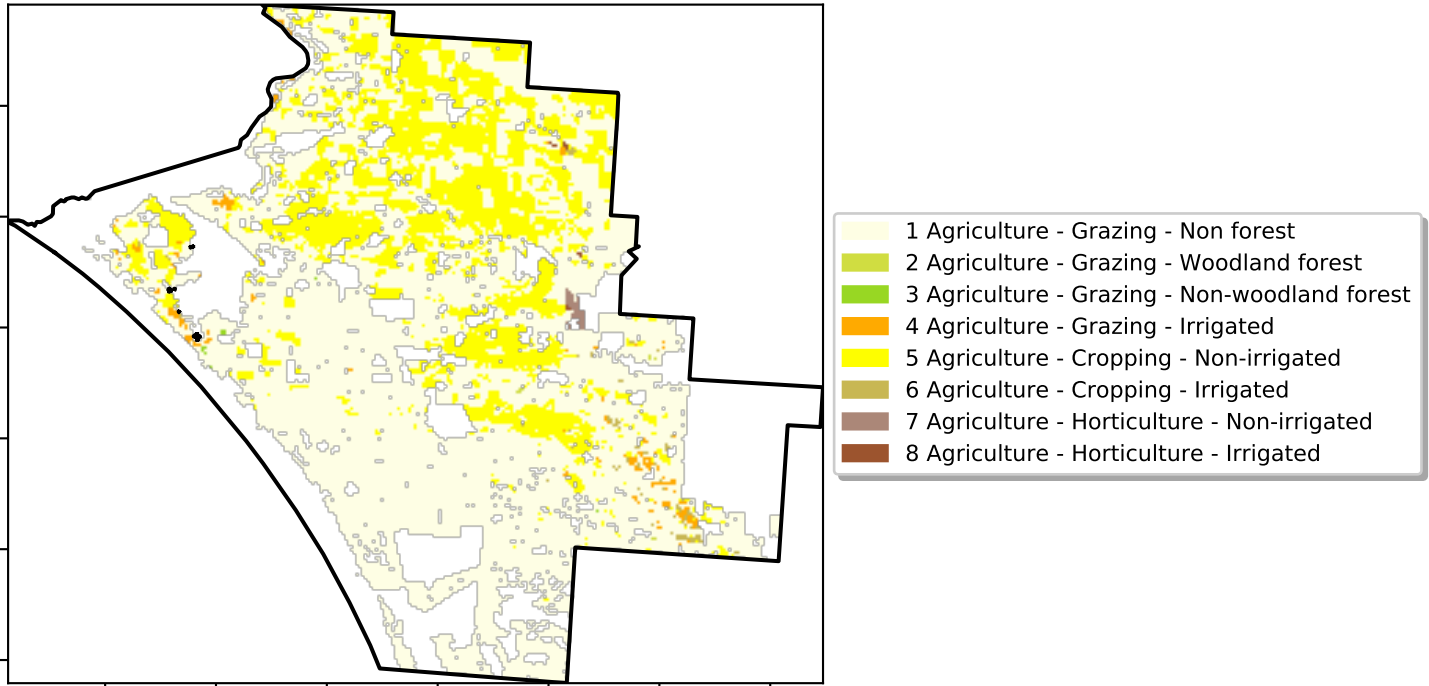 1 Agriculture - Grazing - Non forest
2 Agriculture - Grazing - Woodland forest
3 Agriculture - Grazing - Non-woodland forest
4 Agriculture - Grazing - Irrigated
5 Agriculture - Cropping - Non-irrigated
6 Agriculture - Cropping - Irrigated
7 Agriculture - Horticulture - Non-irrigated
8 Agriculture - Horticulture - Irrigated